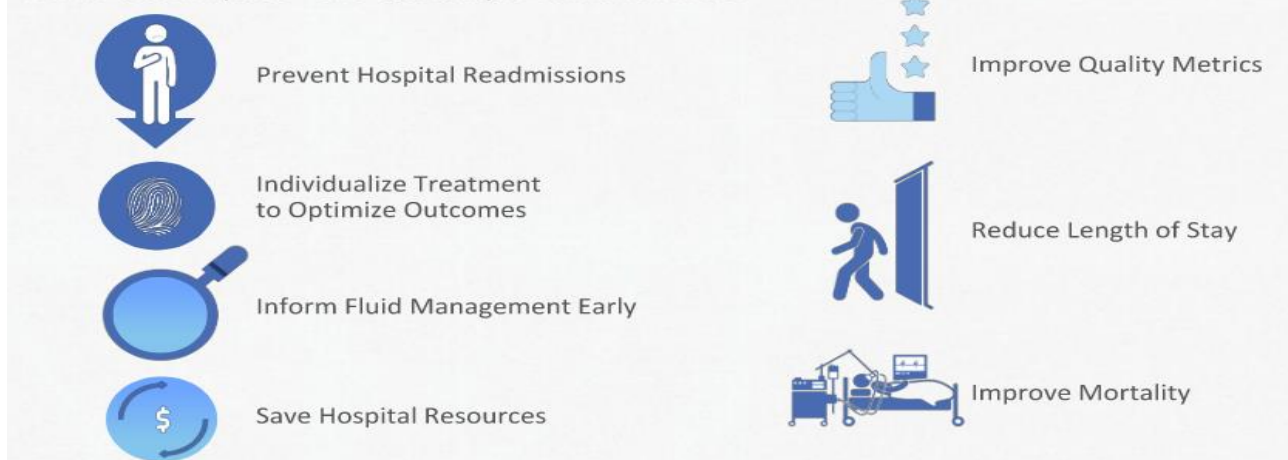 Prevent Hospital Readmissions
Individualize Treatment
to Optimize Outcomes
Inform Fluid Management Early
Save Hospital Resources
$
Improve Quality Metrics
Reduce Length of Stay
Improve Mortality